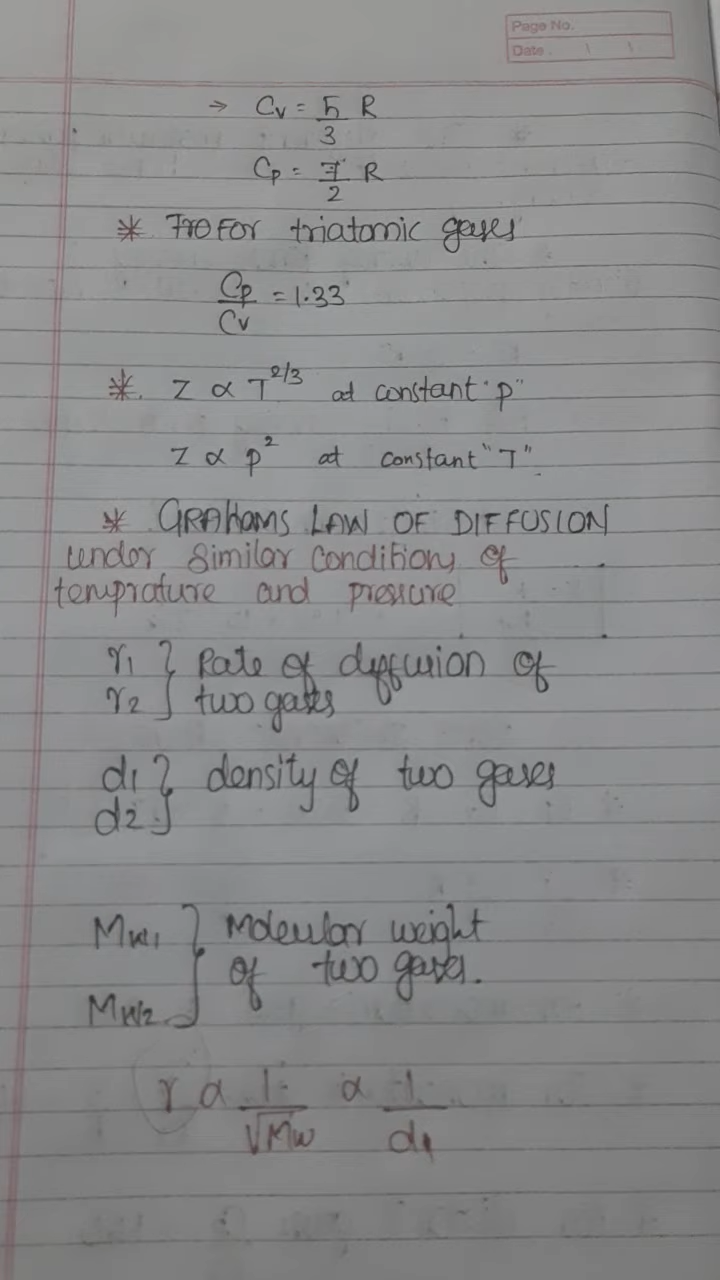 Page No.
Date
→ Cv = 5/3 R
Cp = 7/2 R
* For triatomic gases
Cp/Cv = 1.33
* Z ∝ T^2/3 at constant "p"
Z ∝ p^2 at constant "T"
* GRAHAMS LAW OF DIFFUSION
under similar conditions of
temprature and pressure
r1 } Rate of diffusion of
r2 } two gases
d1 } density of two gases
d2 }
Mw1 } Molecular weight
of two gases.
Mw2 }
r ∝ 1/√Mw ∝ 1/d1